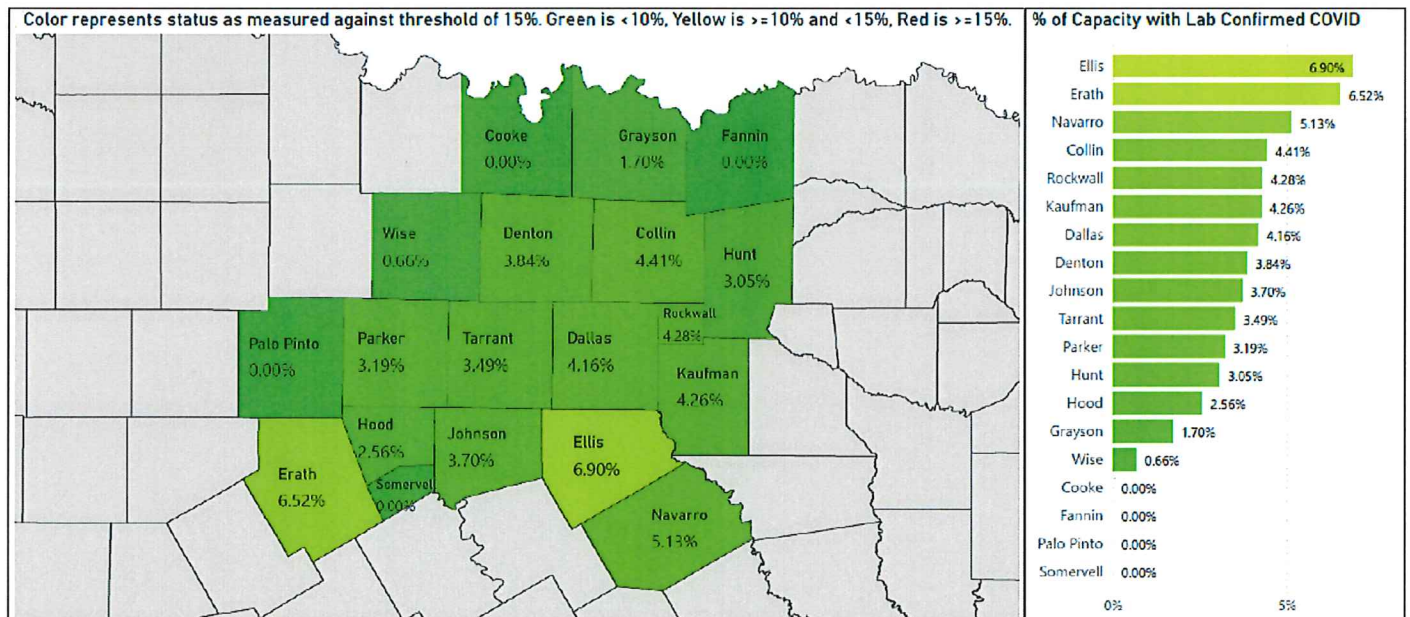 Color represents status as measured against threshold of 15%. Green is <10%, Yellow is >=10% and <15%, Red is >=15%.
Cooke
0.00%
Grayson
1.70%
Fannin
0.00%
Wise
0.66%
Denton
3.84%
Collin
4.41%
Hunt
3.05%
Palo Pinto
0.00%
Parker
3.19%
Tarrant
3.49%
Dallas
4.16%
Rockwall
4.28%
Kaufman
4.26%
Erath
6.52%
Hood
2.56%
Somervell
0.00%
Johnson
3.70%
Ellis
6.90%
Navarro
5.13%
% of Capacity with Lab Confirmed COVID
Ellis 6.90%
Erath 6.52%
Navarro 5.13%
Collin 4.41%
Rockwall 4.28%
Kaufman 4.26%
Dallas 4.16%
Denton 3.84%
Johnson 3.70%
Tarrant 3.49%
Parker 3.19%
Hunt 3.05%
Hood 2.56%
Grayson 1.70%
Wise 0.66%
Cooke 0.00%
Fannin 0.00%
Palo Pinto 0.00%
Somervell 0.00%
0% 5%